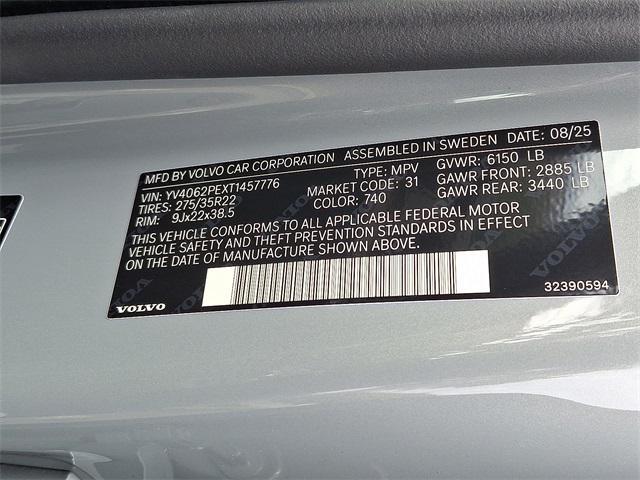 MFD BY VOLVO CAR CORPORATION ASSEMBLED IN SWEDEN DATE: 08/25
VIN: YV4062PEXT1457776 TYPE: MPV GVWR: 6150 LB
TIRES: 275/35R22 MARKET CODE: 31 GAWR FRONT: 2885 LB
RIM: 9Jx22x38.5 COLOR: 740 GAWR REAR: 3440 LB
THIS VEHICLE CONFORMS TO ALL APPLICABLE FEDERAL MOTOR
VEHICLE SAFETY AND THEFT PREVENTION STANDARDS IN EFFECT
ON THE DATE OF MANUFACTURE SHOWN ABOVE.
VOLVO 32390594